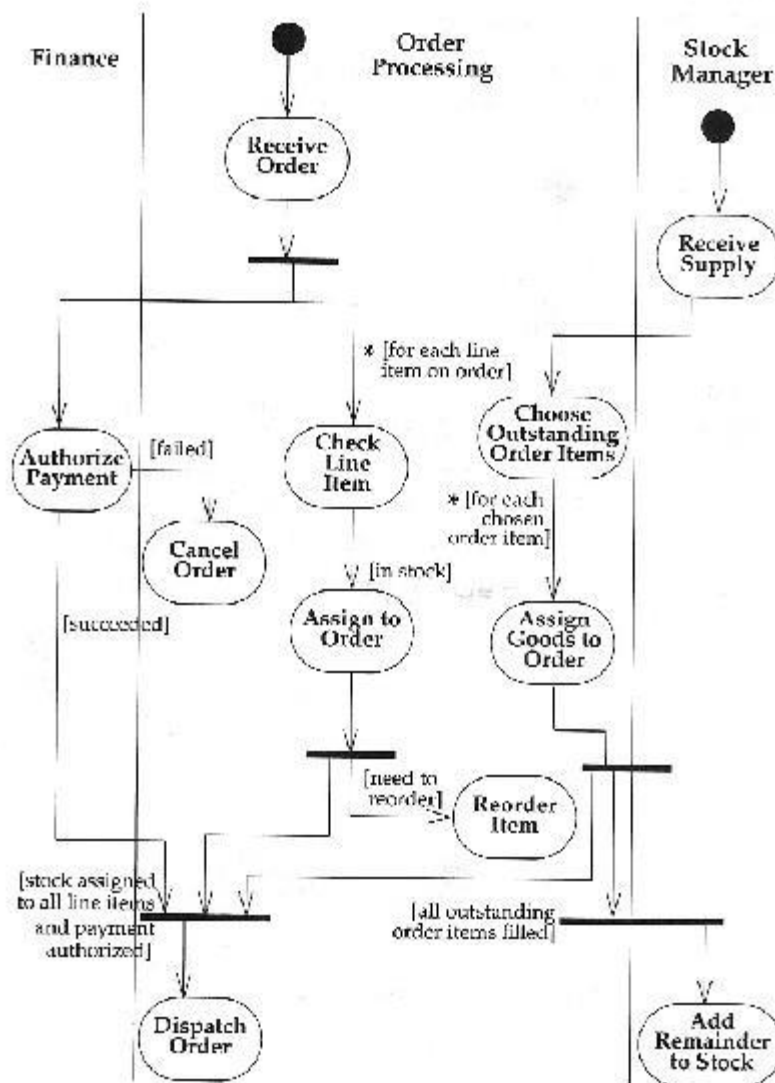 Finance
Order
Processing
Stock
Manager
Receive
Order
Receive
Supply
* [for each line
item on order]
Choose
Outstanding
Order Items
Authorize
Payment
[failed]
Check
Line
Item
* [for each
chosen
order item]
Cancel
Order
[in stock]
[succeeded]
Assign to
Order
Assign
Goods to
Order
[need to
reorder]
Reorder
Item
[stock assigned
to all line items
and payment
authorized]
[all outstanding
order items filled]
Dispatch
Order
Add
Remainder
to Stock